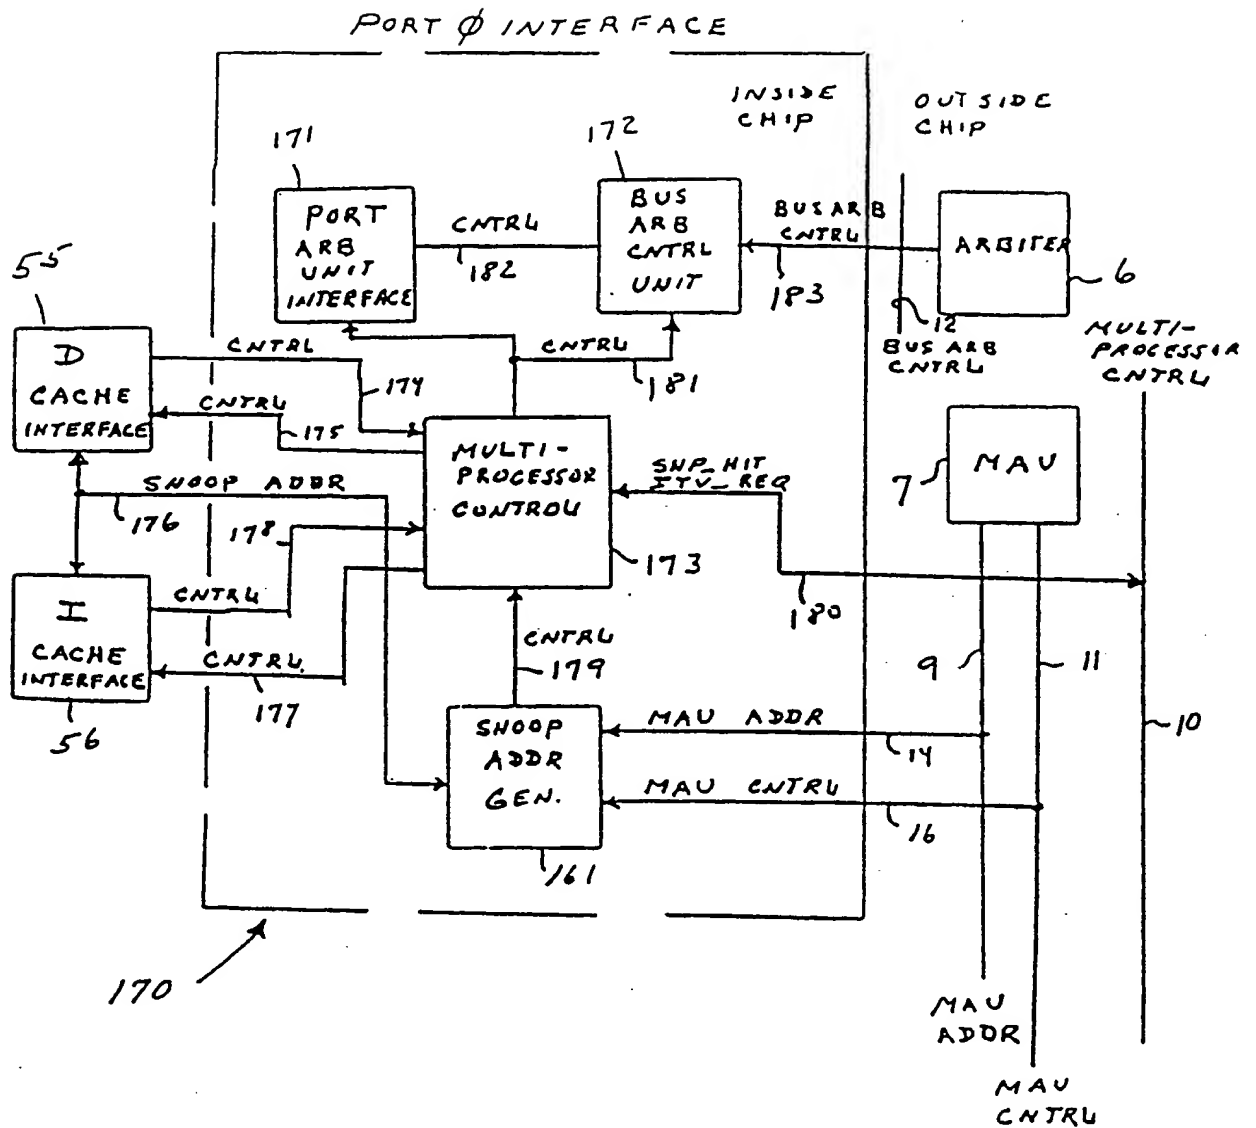 PORT Ø INTERFACE
INSIDE
CHIP
OUTSIDE
CHIP
171
172
PORT
ARB
UNIT
INTERFACE
CNTRL
182
BUS
ARB
CNTRL
UNIT
BUS ARB
CNTRL
183
ARBITER
6
12
BUS ARB
CNTRL
MULTI-
PROCESSOR
CNTRL
55
D
CACHE
INTERFACE
CNTRL
174
CNTRL
175
CNTRL
181
SNOOP ADDR
176
178
MULTI-
PROCESSOR
CONTROL
173
SNP_HIT
ITV_REQ
180
7
MAU
I
CACHE
INTERFACE
56
CNTRL
CNTRL
177
CNTRL
179
9
11
10
SNOOP
ADDR
GEN.
161
MAU ADDR
14
MAU CNTRL
16
170
MAU
ADDR
MAU
CNTRL